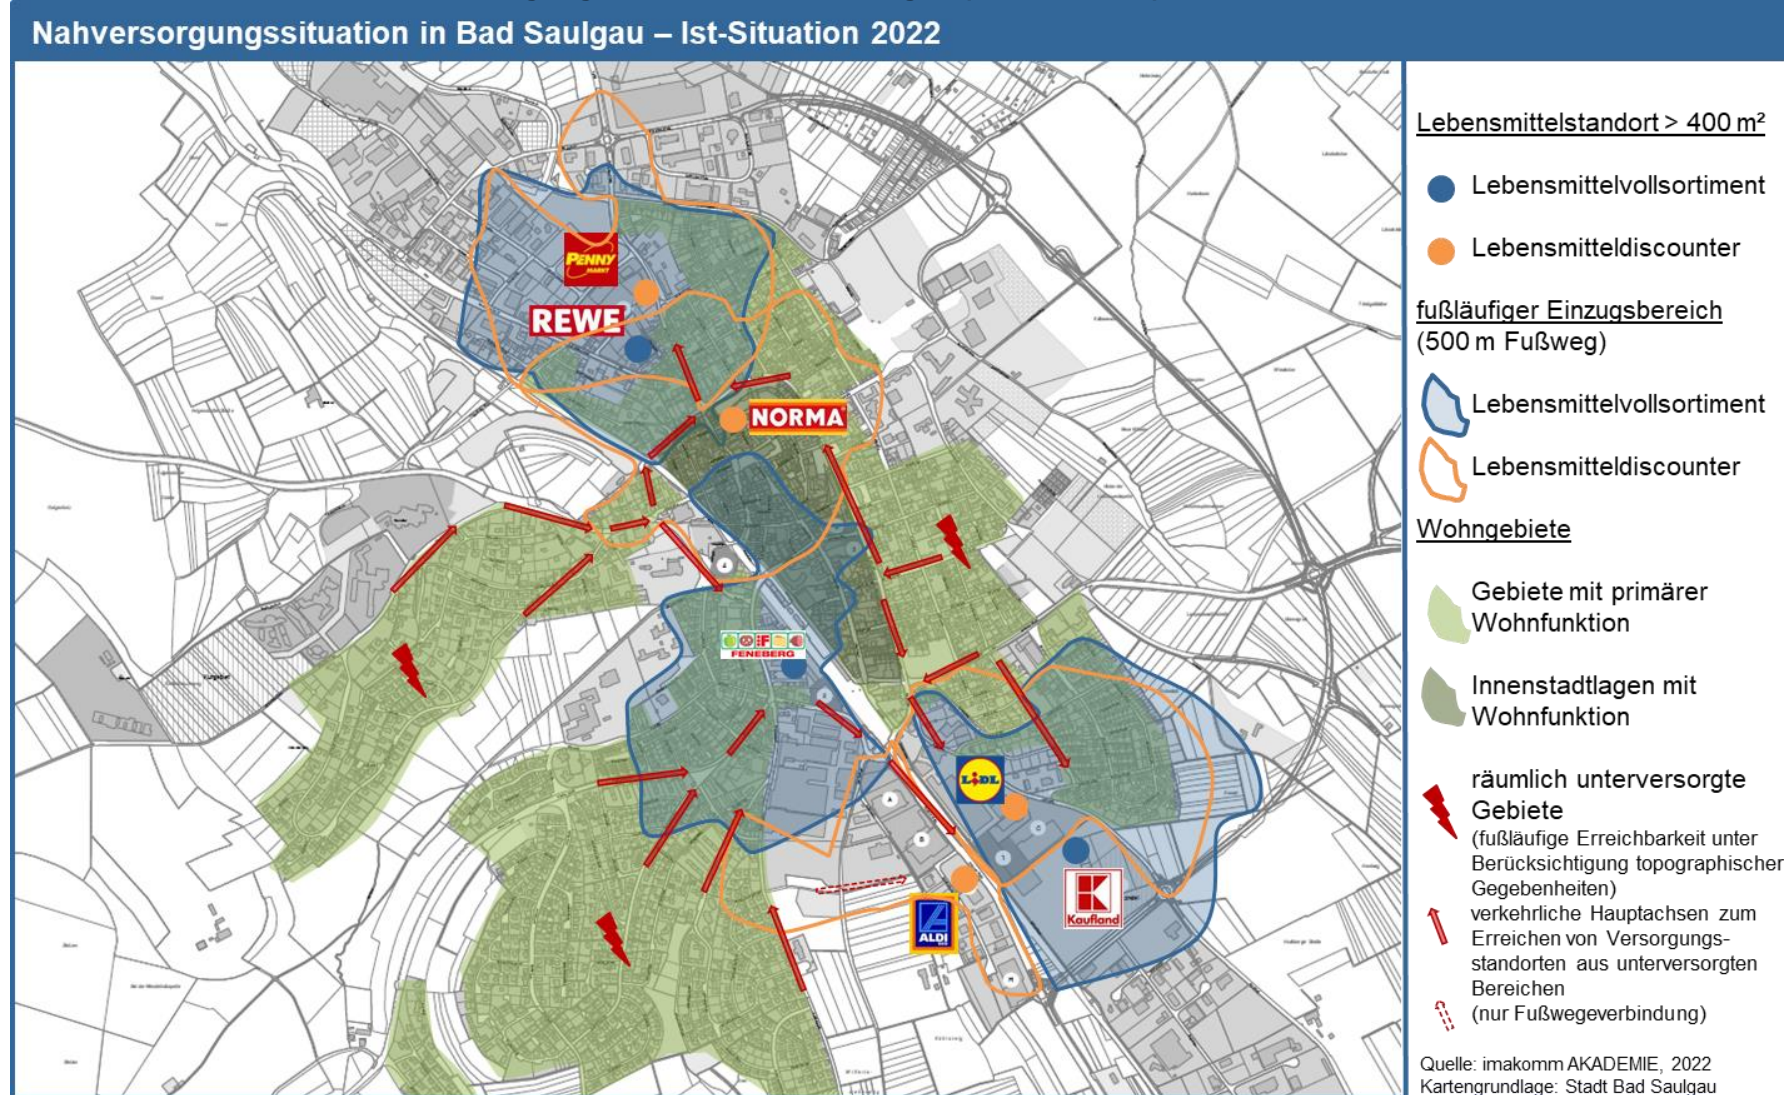 Nahversorgungssituation in Bad Saulgau – Ist-Situation 2022
PENNY
MARKT
REWE
NORMA
FENEBERG
LIDL
ALDI
Kaufland
Lebensmittelstandort > 400 m²
Lebensmittelvollsortiment
Lebensmitteldiscounter
fußläufiger Einzugsbereich
(500 m Fußweg)
Lebensmittelvollsortiment
Lebensmitteldiscounter
Wohngebiete
Gebiete mit primärer
Wohnfunktion
Innenstadtlagen mit
Wohnfunktion
räumlich unterversorgte
Gebiete
(fußläufige Erreichbarkeit unter
Berücksichtigung topographischer
Gegebenheiten)
verkehrliche Hauptachsen zum
Erreichen von Versorgungs-
standorten aus unterversorgten
Bereichen
(nur Fußwegeverbindung)
Quelle: imakomm AKADEMIE, 2022
Kartengrundlage: Stadt Bad Saulgau